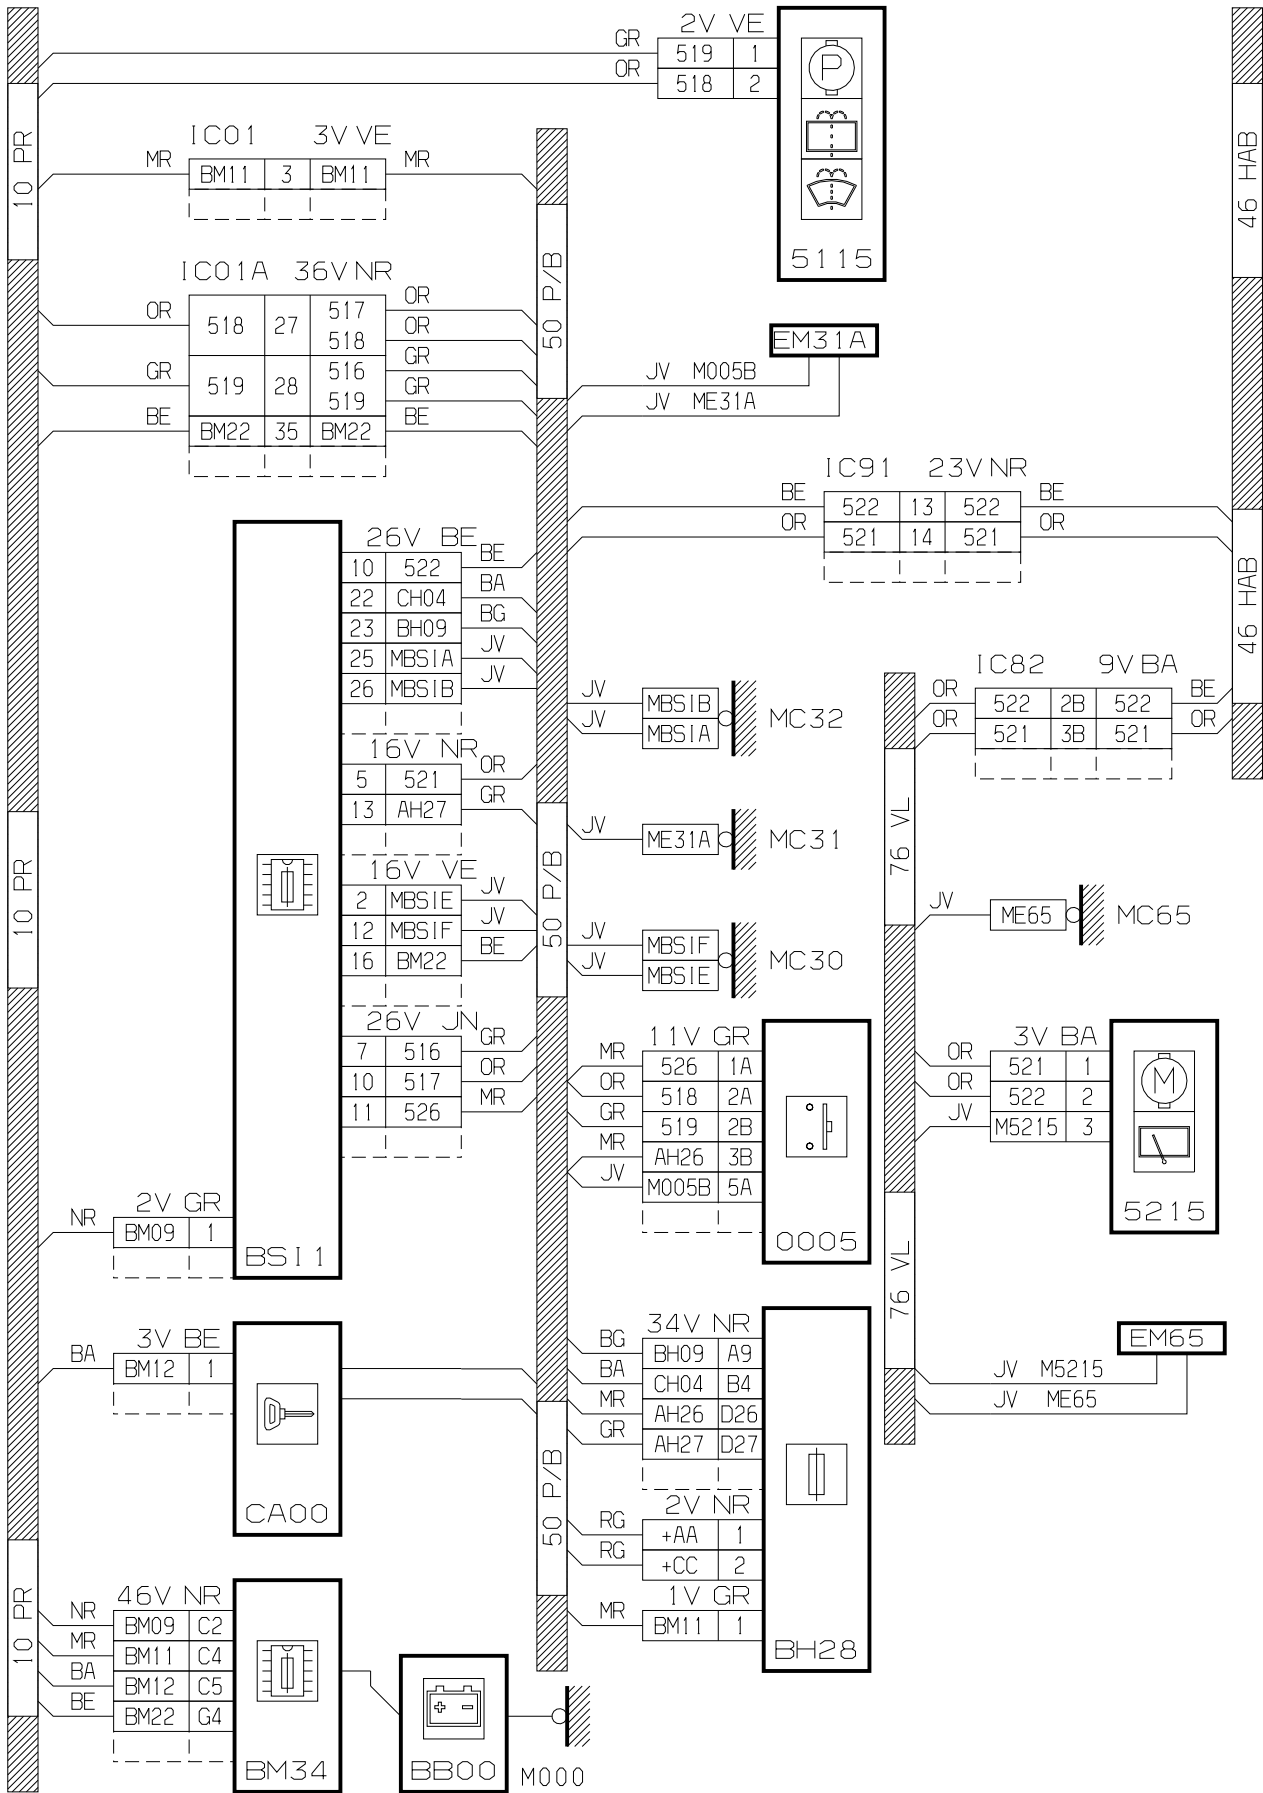 2V VE
GR 519 1
OR 518 2
5115
10 PR
IC01 3V VE
MR BM11 3 BM11 MR
46 HAB
IC01A 36V NR
OR 518 27 517 OR
518 OR
GR 519 28 516 GR
519 GR
BE BM22 35 BM22 BE
50 P/B
EM31A
JV M005B
JV ME31A
IC91 23V NR
BE 522 13 522 BE
OR 521 14 521 OR
26V BE
10 522 BE
22 CH04 BA
23 BH09 BG
25 MBSIA JV
26 MBSIB JV
46 HAB
IC82 9V BA
OR 522 2B 522 BE
OR 521 3B 521 OR
JV MBSIB
JV MBSIA
MC32
16V NR
5 521 OR
13 AH27 GR
JV ME31A MC31
76 VL
16V VE
2 MBSIE JV
12 MBSIF JV
16 BM22 BE
10 PR
50 P/B
JV MBSIF
JV MBSIE
MC30
JV ME65 MC65
26V JN
7 516 GR
10 517 OR
11 526 MR
11V GR
MR 526 1A
OR 518 2A
GR 519 2B
MR AH26 3B
JV M005B 5A
0005
3V BA
OR 521 1
OR 522 2
JV M5215 3
5215
2V GR
NR BM09 1
BSI1
76 VL
3V BE
BA BM12 1
CA00
34V NR
BG BH09 A9
BA CH04 B4
MR AH26 D26
GR AH27 D27
EM65
JV M5215
JV ME65
50 P/B
2V NR
RG +AA 1
RG +CC 2
1V GR
MR BM11 1
BH28
10 PR
46V NR
NR BM09 C2
MR BM11 C4
BA BM12 C5
BE BM22 G4
BM34
P
M
+ -
BB00
M000